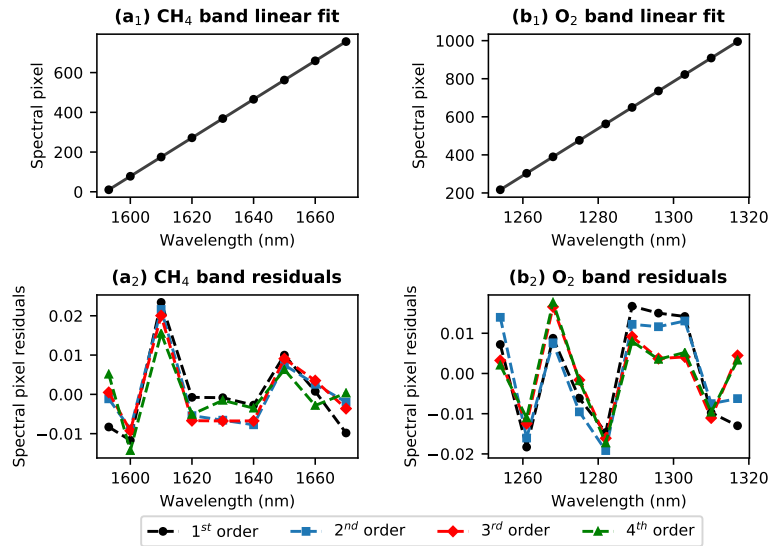 (a₁) CH₄ band linear fit
(b₁) O₂ band linear fit
Spectral pixel
600
400
200
0
1600
1620
1640
1660
Wavelength (nm)
Spectral pixel
1000
800
600
400
200
1260
1280
1300
1320
Wavelength (nm)
(a₂) CH₄ band residuals
(b₂) O₂ band residuals
Spectral pixel residuals
0.02
0.01
0.00
−0.01
1600
1620
1640
1660
Wavelength (nm)
Spectral pixel residuals
0.01
0.00
−0.01
−0.02
1260
1280
1300
1320
Wavelength (nm)
1ˢᵗ order
2ⁿᵈ order
3ʳᵈ order
4ᵗʰ order